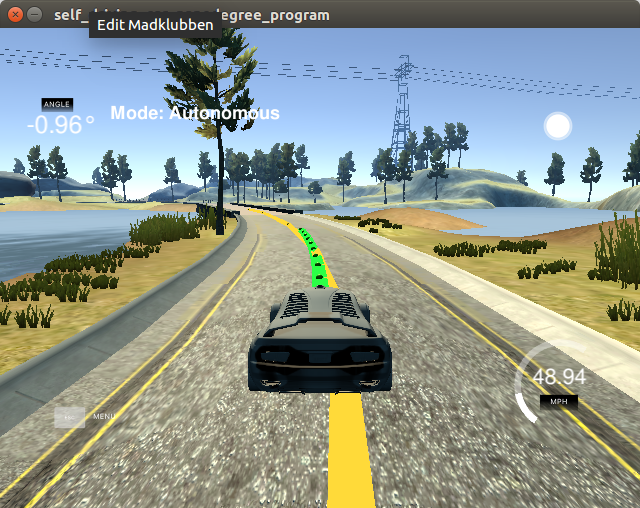 self_
degree_program
Edit Madklubben
ANGLE
-0.96°
Mode: Autonomous
48.94
MPH
MENU